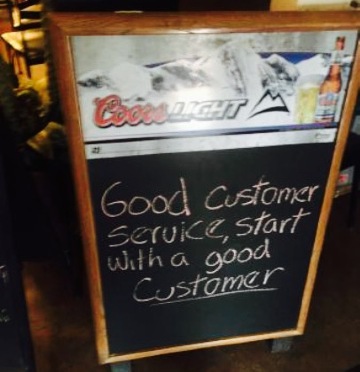 Coors LIGHT
Good Customer
service, start
with a good
Customer